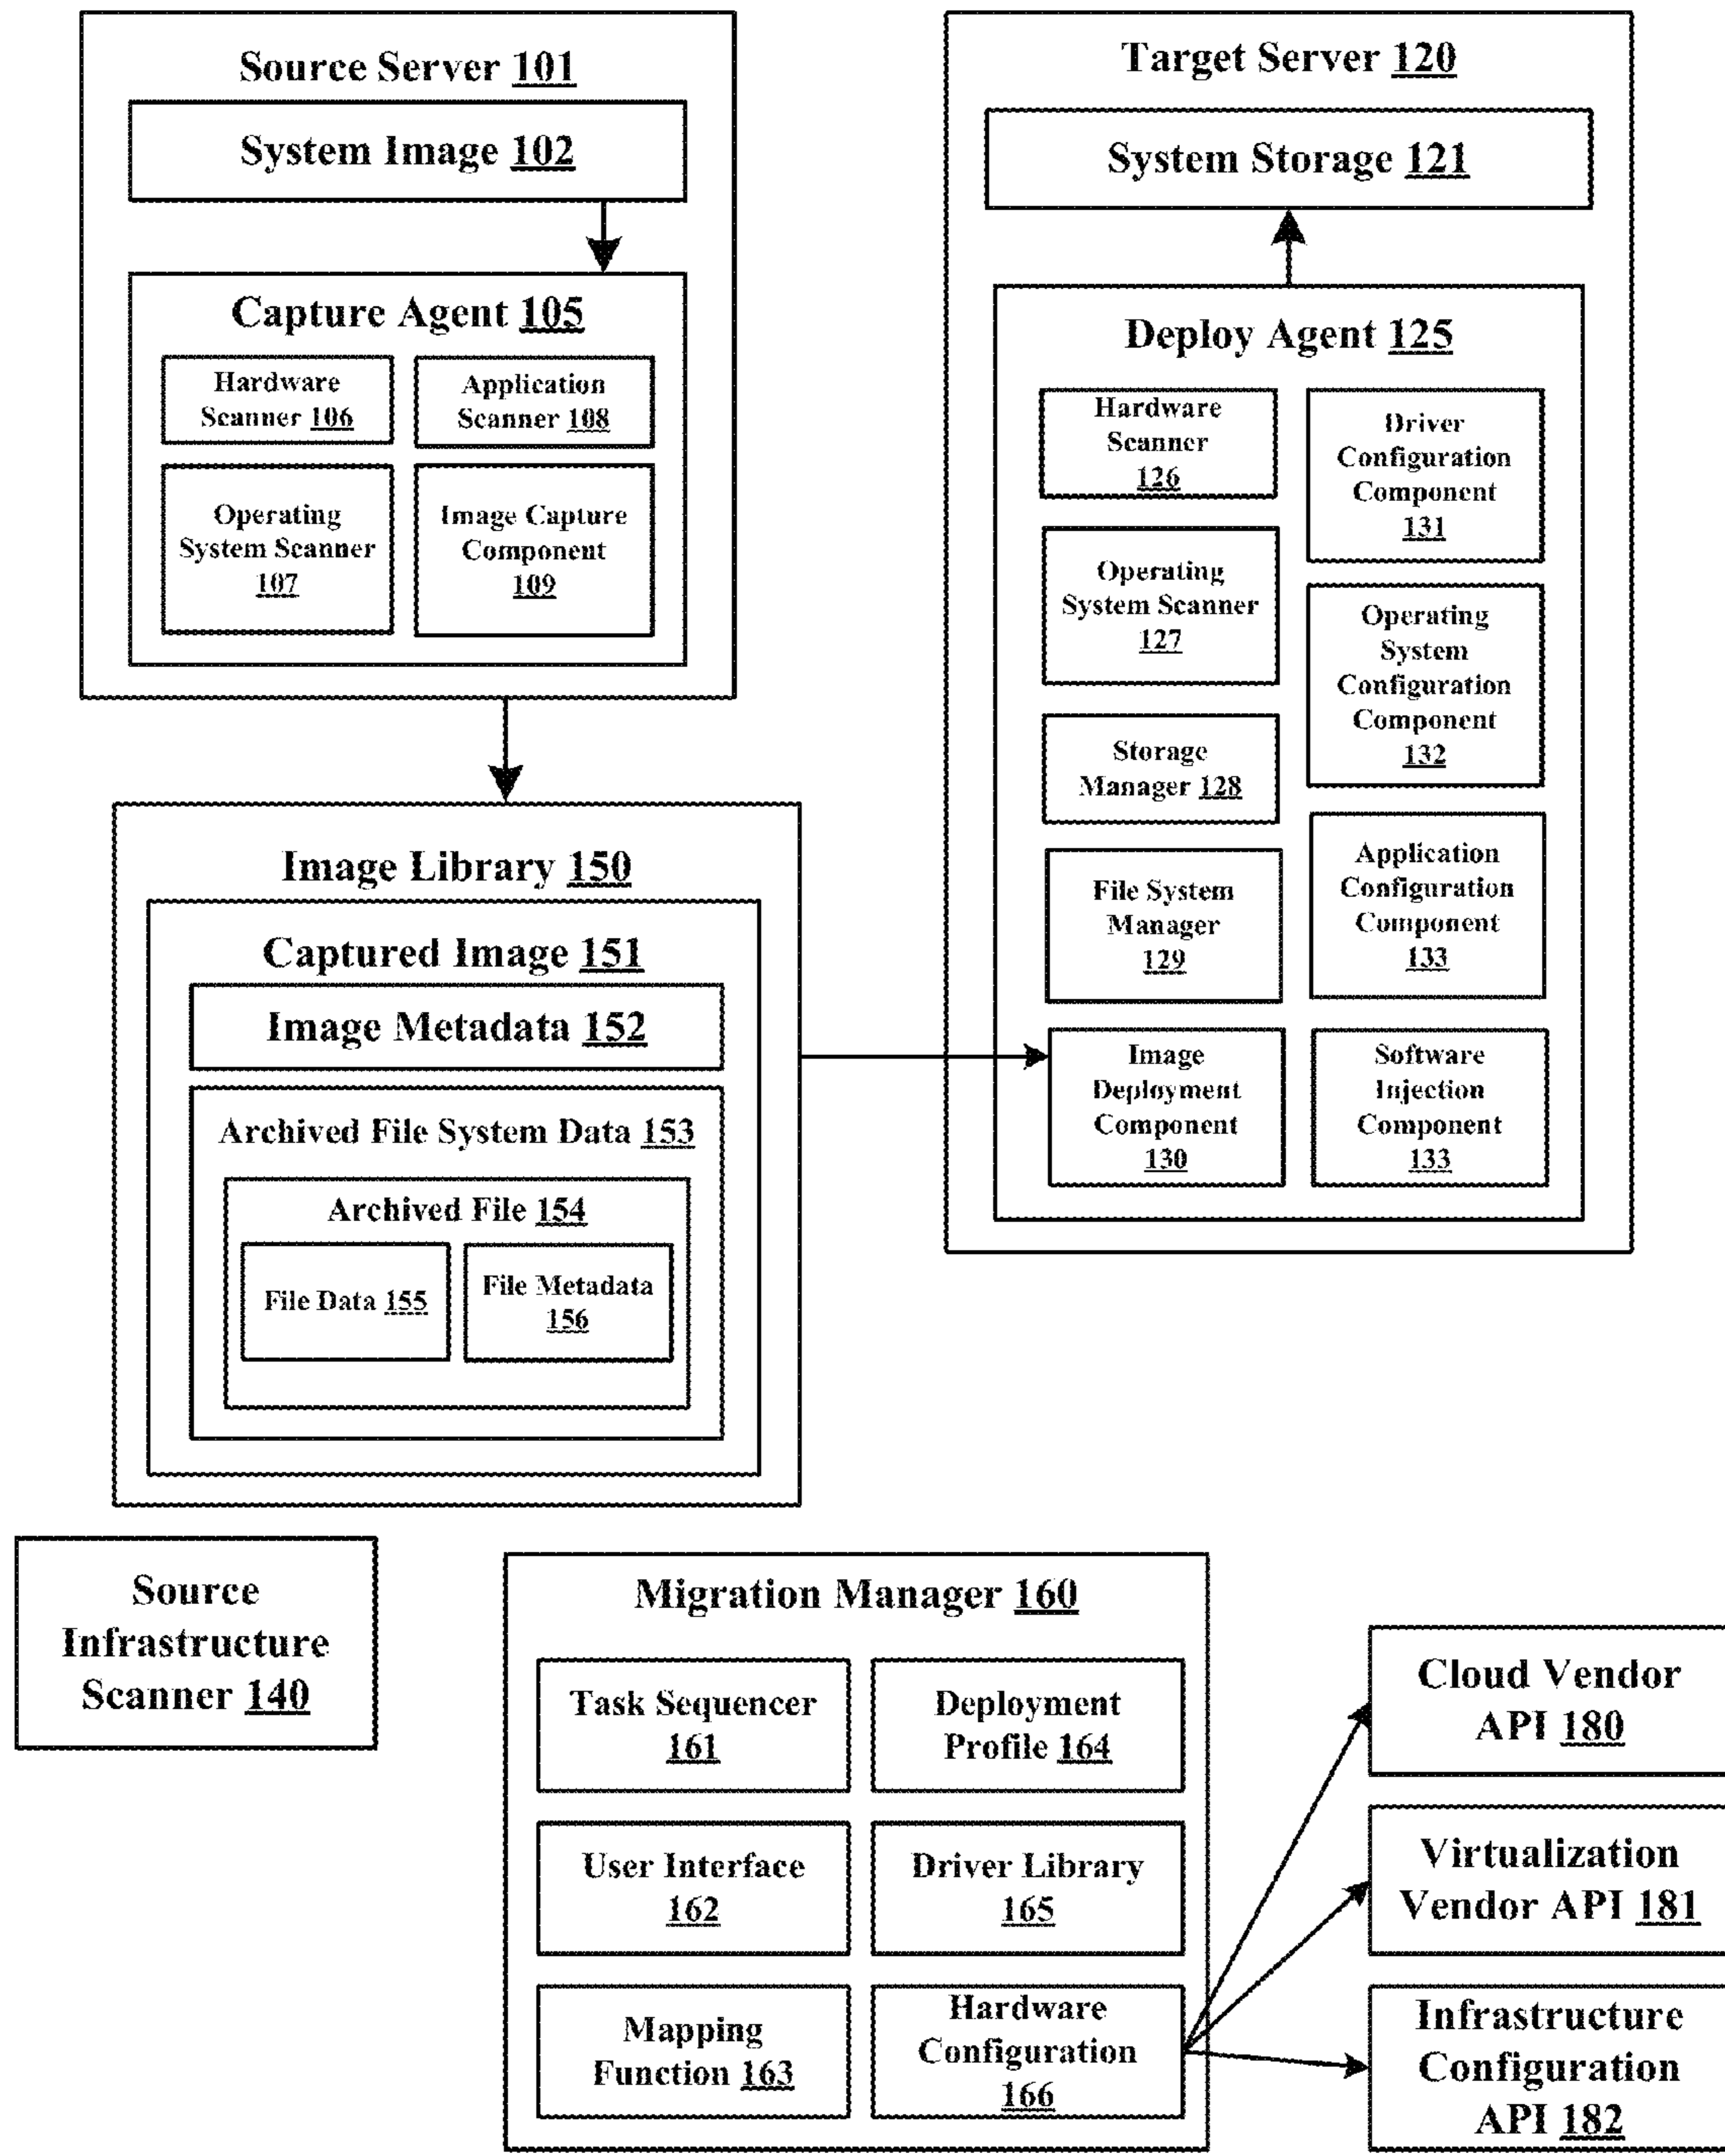 Source Server 101
System Image 102
Capture Agent 105
Hardware
Scanner 106
Application
Scanner 108
Operating
System Scanner
107
Image Capture
Component
109
Target Server 120
System Storage 121
Deploy Agent 125
Hardware
Scanner
126
Driver
Configuration
Component
131
Operating
System Scanner
127
Operating
System
Configuration
Component
132
Storage
Manager 128
File System
Manager
129
Application
Configuration
Component
133
Image
Deployment
Component
130
Software
Injection
Component
133
Image Library 150
Captured Image 151
Image Metadata 152
Archived File System Data 153
Archived File 154
File Data 155
File Metadata
156
Source
Infrastructure
Scanner 140
Migration Manager 160
Task Sequencer
161
Deployment
Profile 164
User Interface
162
Driver Library
165
Mapping
Function 163
Hardware
Configuration
166
Cloud Vendor
API 180
Virtualization
Vendor API 181
Infrastructure
Configuration
API 182